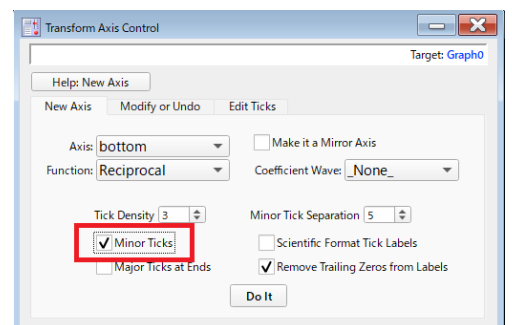 Transform Axis Control
Target: Graph0
Help: New Axis
New Axis Modify or Undo Edit Ticks
Axis: bottom Make it a Mirror Axis
Function: Reciprocal Coefficient Wave: _None_
Tick Density 3 Minor Tick Separation 5
Minor Ticks Scientific Format Tick Labels
Major Ticks at Ends Remove Trailing Zeros from Labels
Do It